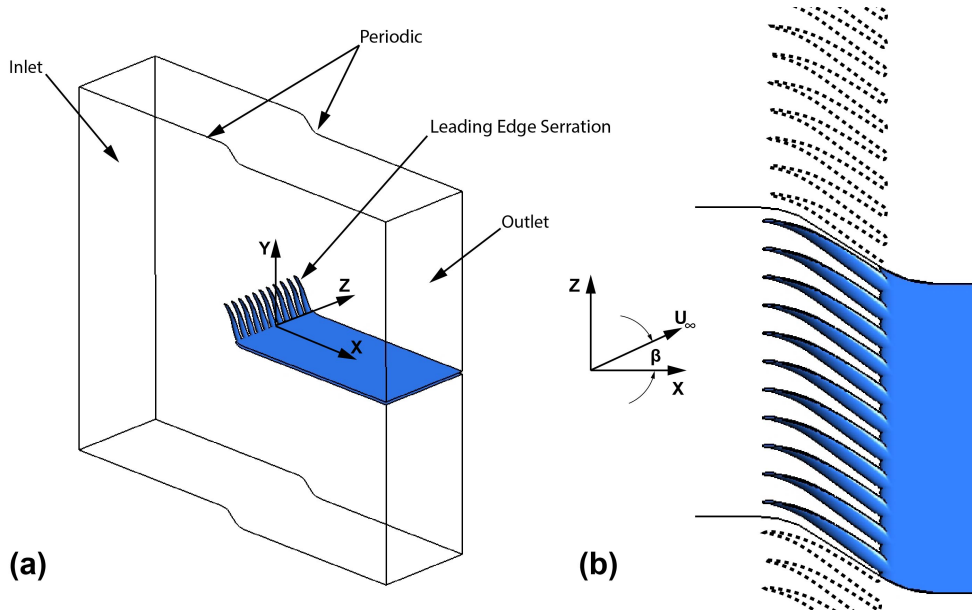 Periodic
Inlet
Leading Edge Serration
Outlet
Y
Z
X
(a)
Z
U∞
β
X
(b)